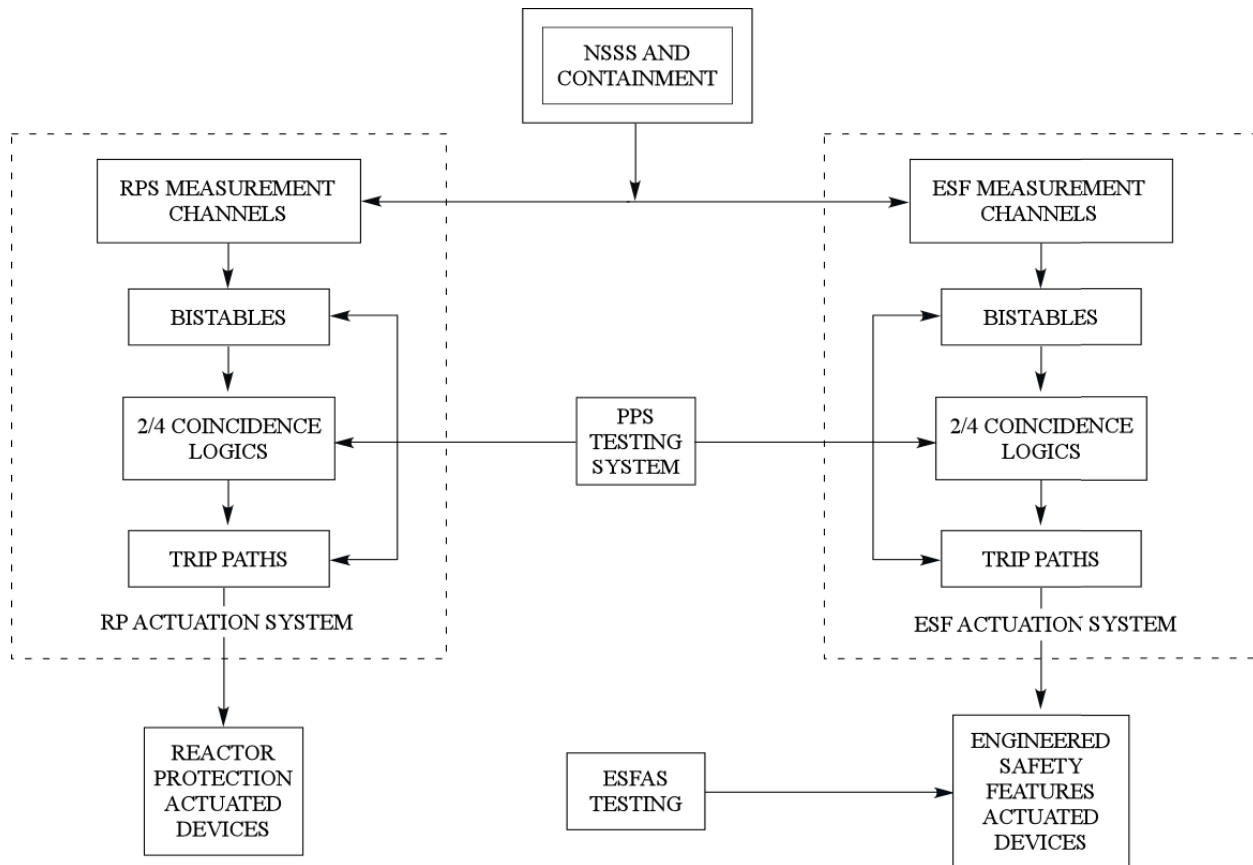 NSSS AND
CONTAINMENT
RPS MEASUREMENT
CHANNELS
ESF MEASUREMENT
CHANNELS
BISTABLES
BISTABLES
2/4 COINCIDENCE
LOGICS
PPS
TESTING
SYSTEM
2/4 COINCIDENCE
LOGICS
TRIP PATHS
TRIP PATHS
RP ACTUATION SYSTEM
ESF ACTUATION SYSTEM
REACTOR
PROTECTION
ACTUATED
DEVICES
ESFAS
TESTING
ENGINEERED
SAFETY
FEATURES
ACTUATED
DEVICES